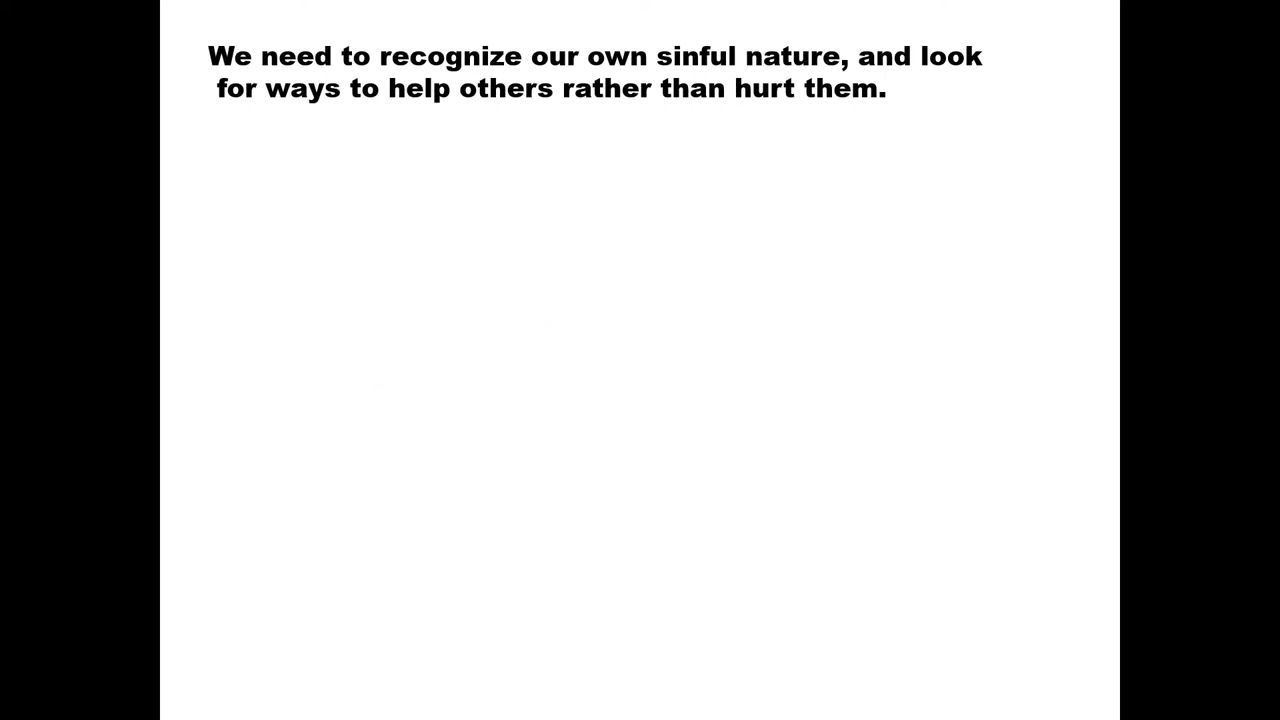 We need to recognize our own sinful nature, and look
for ways to help others rather than hurt them.